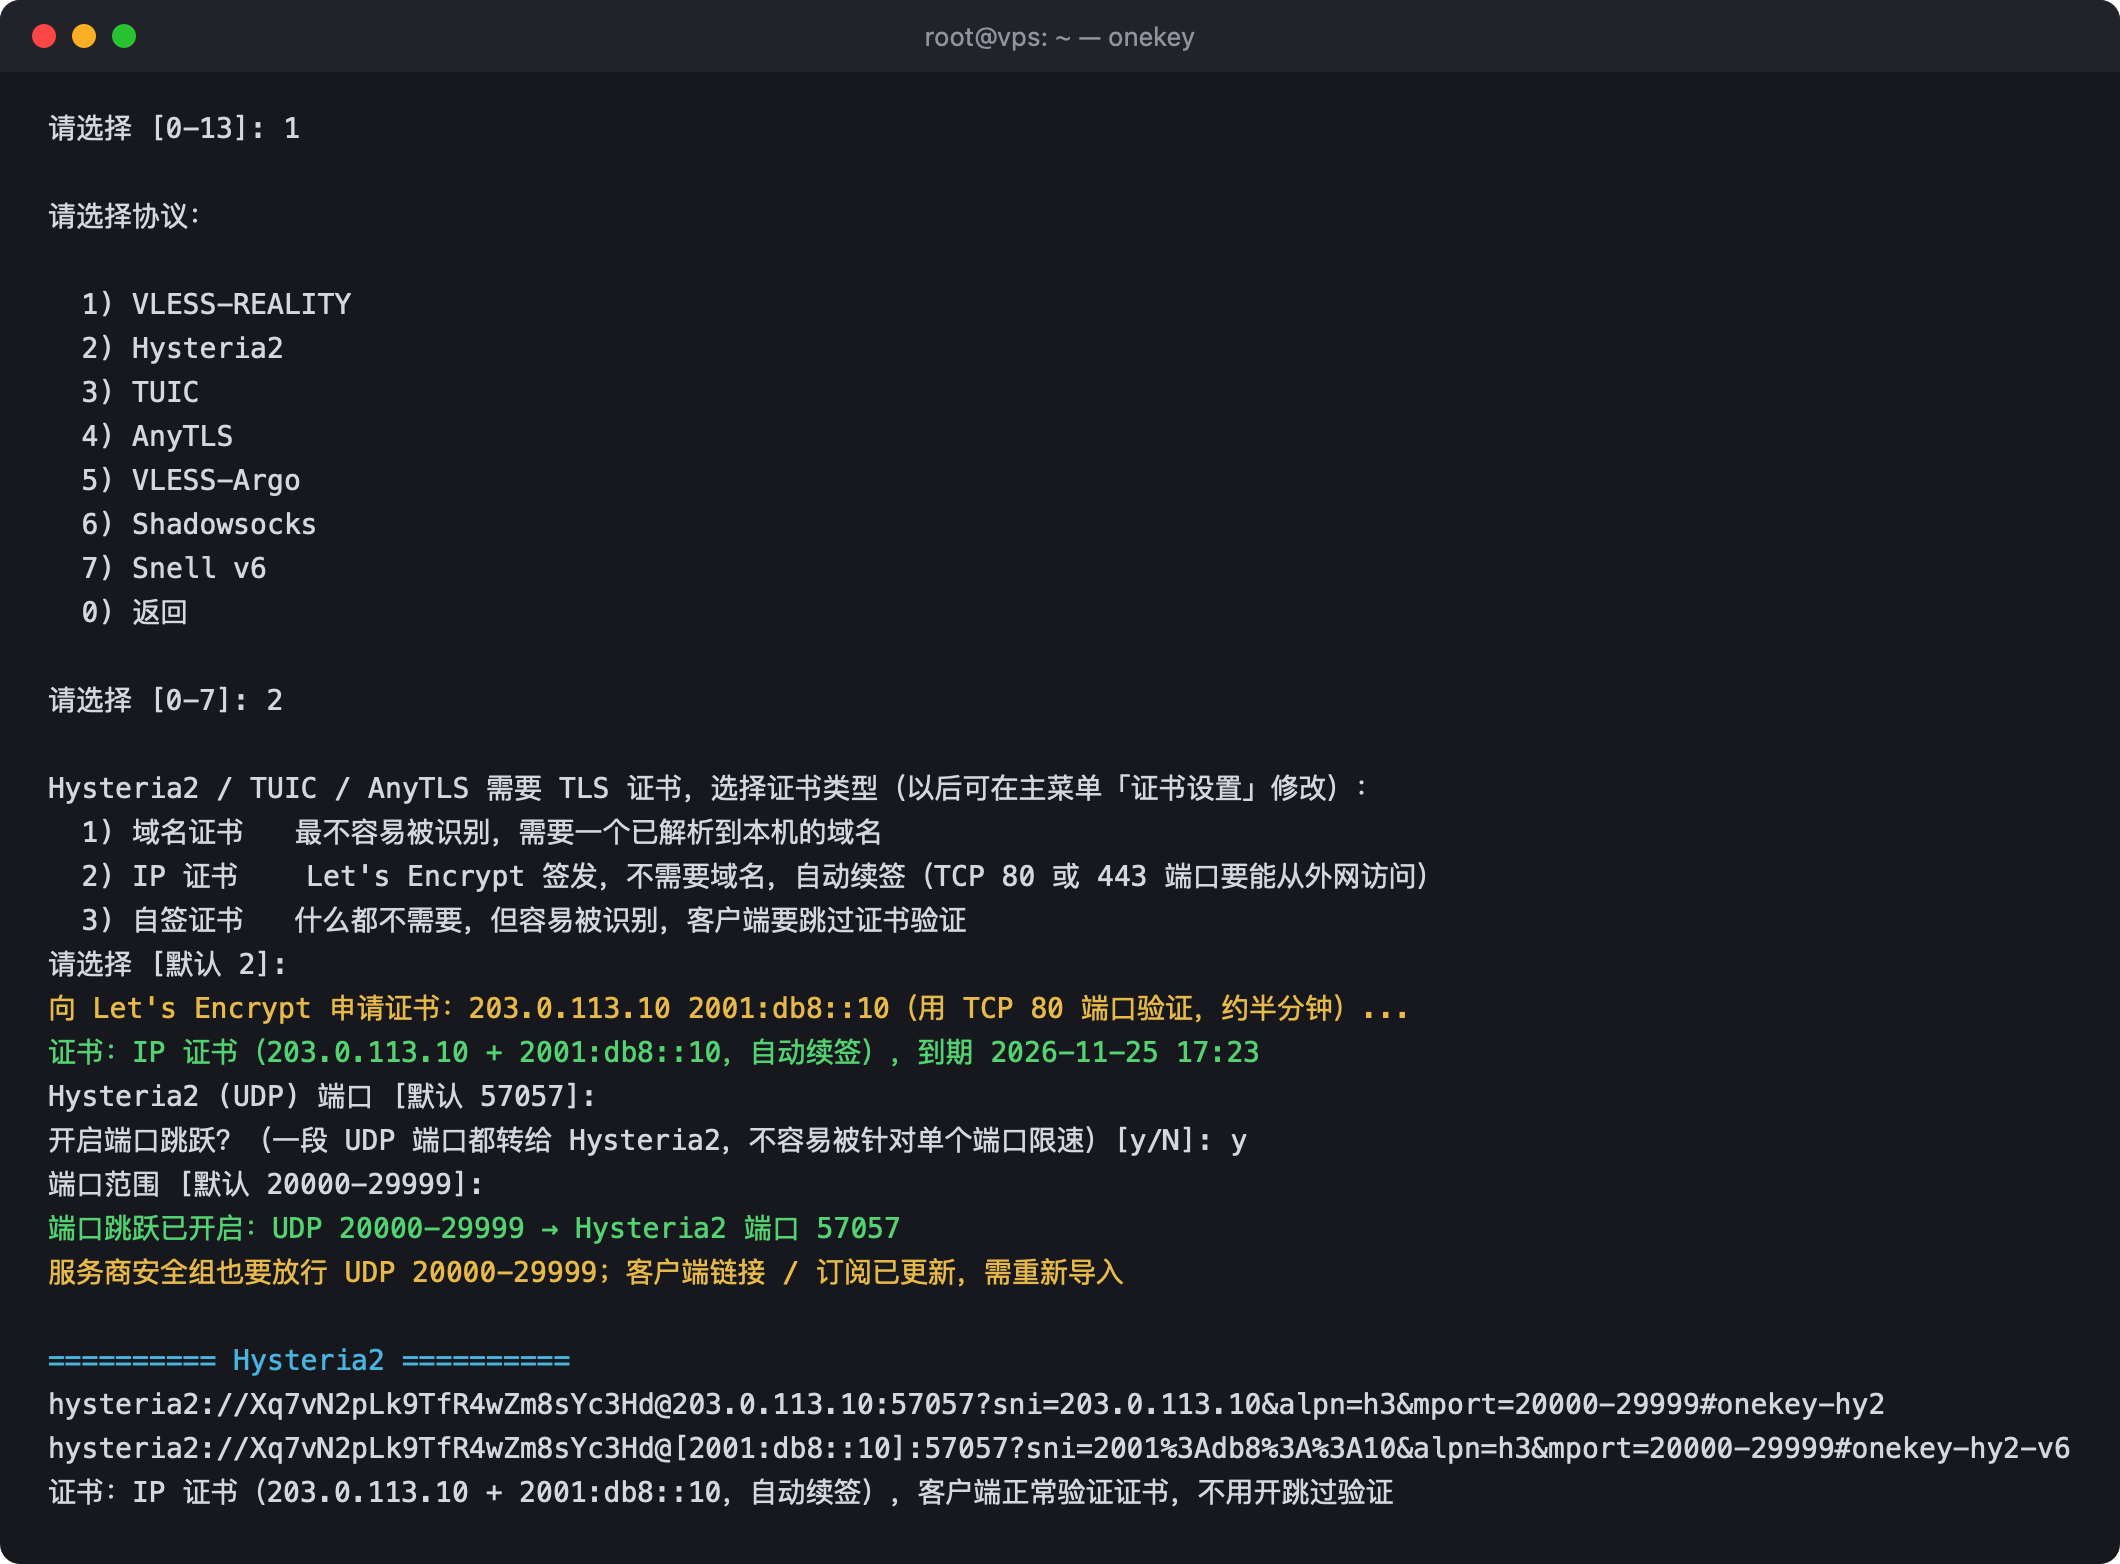 root@vps: ~ — onekey
请选择 [0-13]: 1
请选择协议：
1) VLESS-REALITY
2) Hysteria2
3) TUIC
4) AnyTLS
5) VLESS-Argo
6) Shadowsocks
7) Snell v6
0) 返回
请选择 [0-7]: 2
Hysteria2 / TUIC / AnyTLS 需要 TLS 证书，选择证书类型（以后可在主菜单「证书设置」修改）：
1) 域名证书   最不容易被识别，需要一个已解析到本机的域名
2) IP 证书    Let's Encrypt 签发，不需要域名，自动续签（TCP 80 或 443 端口要能从外网访问）
3) 自签证书   什么都不需要，但容易被识别，客户端要跳过证书验证
请选择 [默认 2]:
向 Let's Encrypt 申请证书：203.0.113.10 2001:db8::10（用 TCP 80 端口验证，约半分钟）...
证书：IP 证书（203.0.113.10 + 2001:db8::10，自动续签），到期 2026-11-25 17:23
Hysteria2 (UDP) 端口 [默认 57057]:
开启端口跳跃？（一段 UDP 端口都转给 Hysteria2，不容易被针对单个端口限速）[y/N]: y
端口范围 [默认 20000-29999]:
端口跳跃已开启：UDP 20000-29999 → Hysteria2 端口 57057
服务商安全组也要放行 UDP 20000-29999；客户端链接 / 订阅已更新，需重新导入
========== Hysteria2 ==========
hysteria2://Xq7vN2pLk9TfR4wZm8sYc3Hd@203.0.113.10:57057?sni=203.0.113.10&alpn=h3&mport=20000-29999#onekey-hy2
hysteria2://Xq7vN2pLk9TfR4wZm8sYc3Hd@[2001:db8::10]:57057?sni=2001%3Adb8%3A%3A10&alpn=h3&mport=20000-29999#onekey-hy2-v6
证书：IP 证书（203.0.113.10 + 2001:db8::10，自动续签），客户端正常验证证书，不用开跳过验证